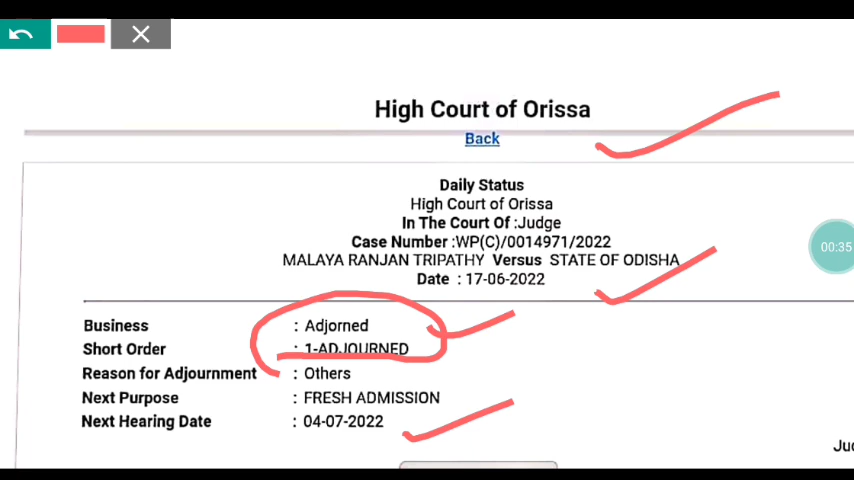 High Court of Orissa
Back
Daily Status
High Court of Orissa
In The Court Of :Judge
Case Number :WP(C)/0014971/2022
MALAYA RANJAN TRIPATHY Versus STATE OF ODISHA
Date : 17-06-2022
00:35
Business : Adjorned
Short Order : 1-ADJOURNED
Reason for Adjournment : Others
Next Purpose : FRESH ADMISSION
Next Hearing Date : 04-07-2022